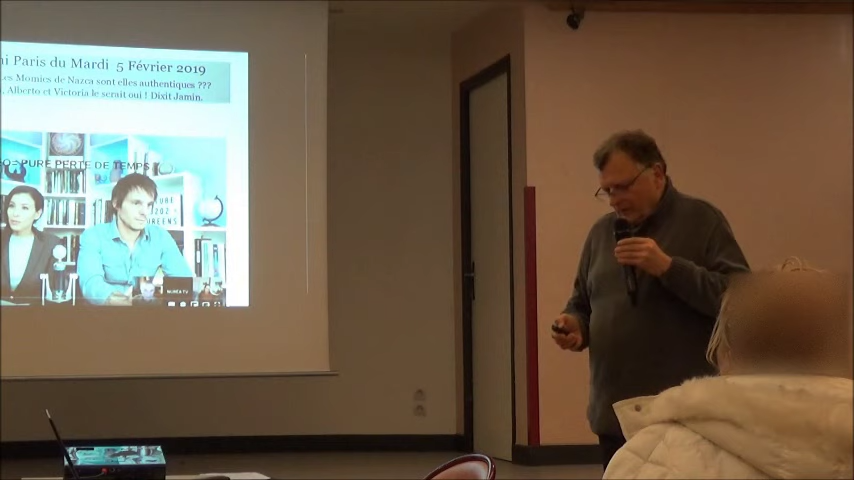 ni Paris du Mardi 5 Février 2019
Les Momies de Nazca sont elles authentiques ???
, Alberto et Victoria le serait oui ! Dixit Jamin.
PURE PERTE DE TEMPS